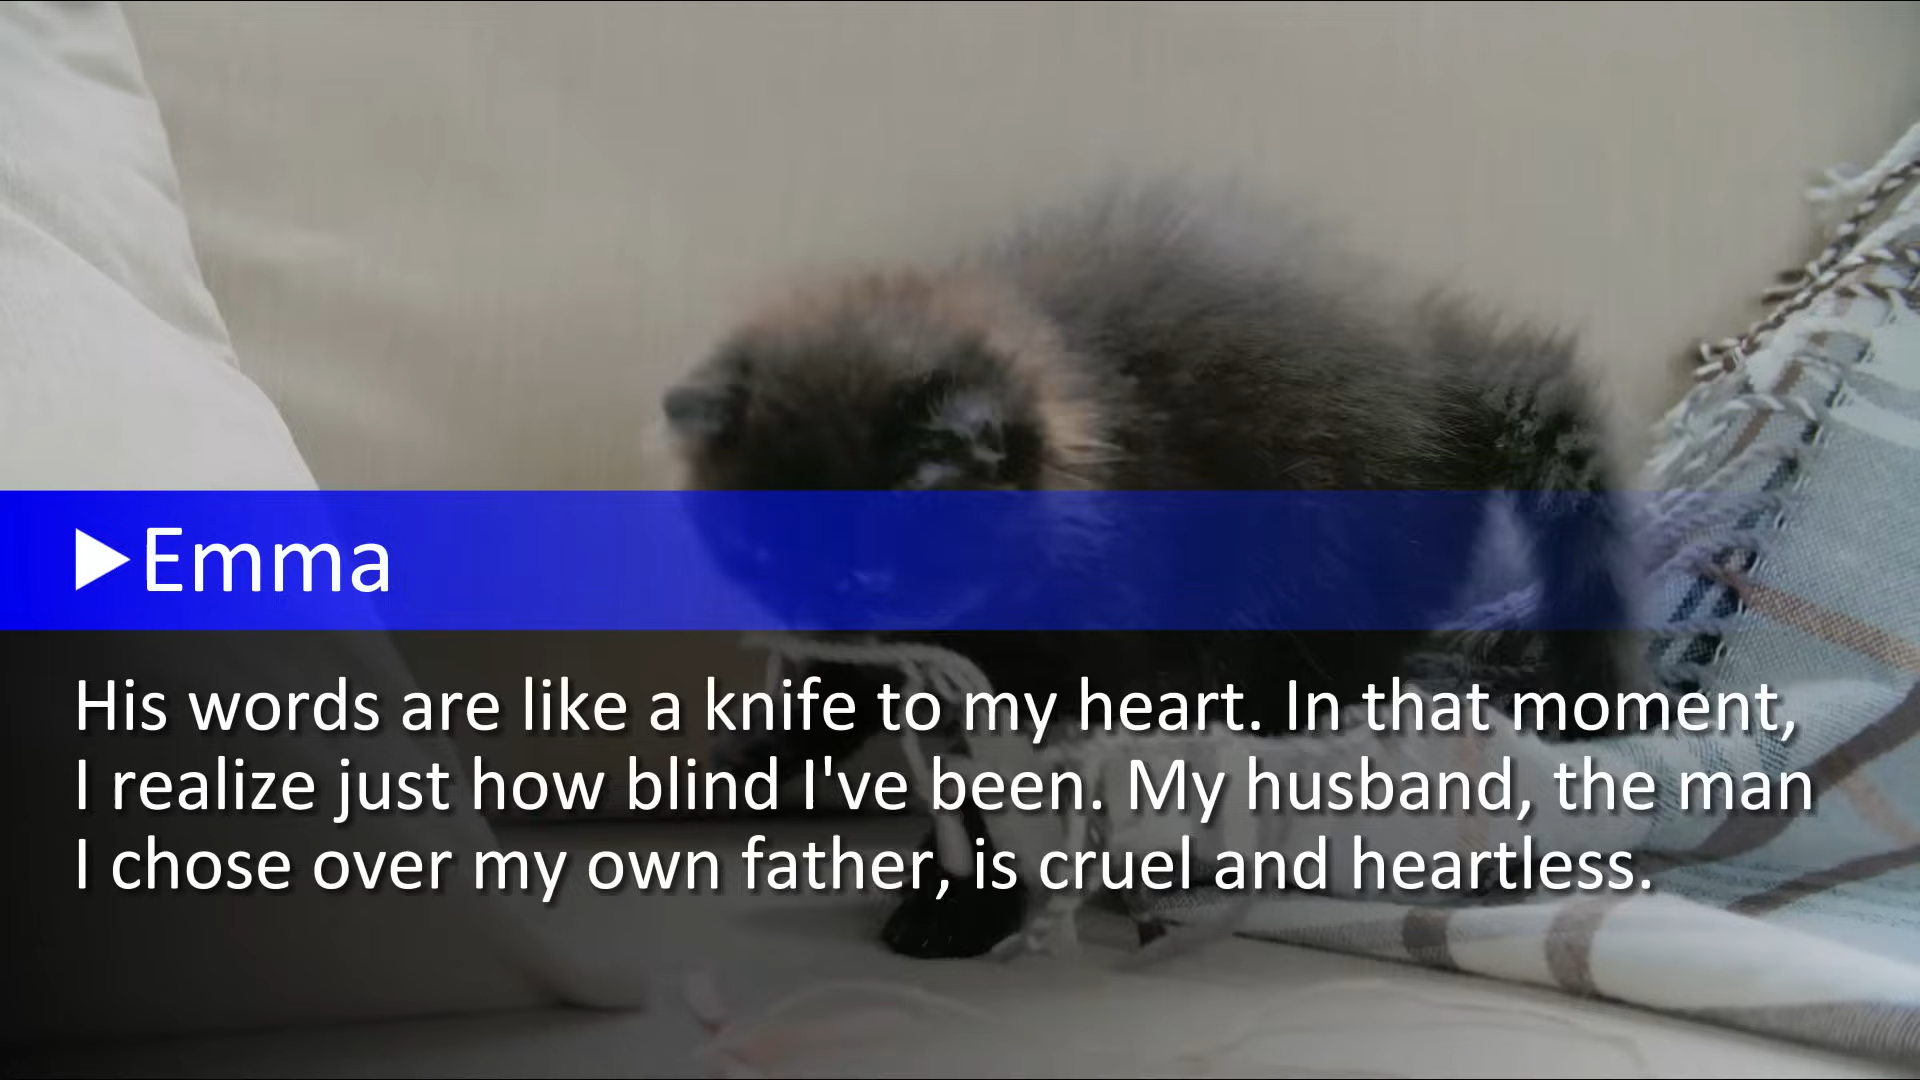 ▶Emma
His words are like a knife to my heart. In that moment,
I realize just how blind I've been. My husband, the man
I chose over my own father, is cruel and heartless.